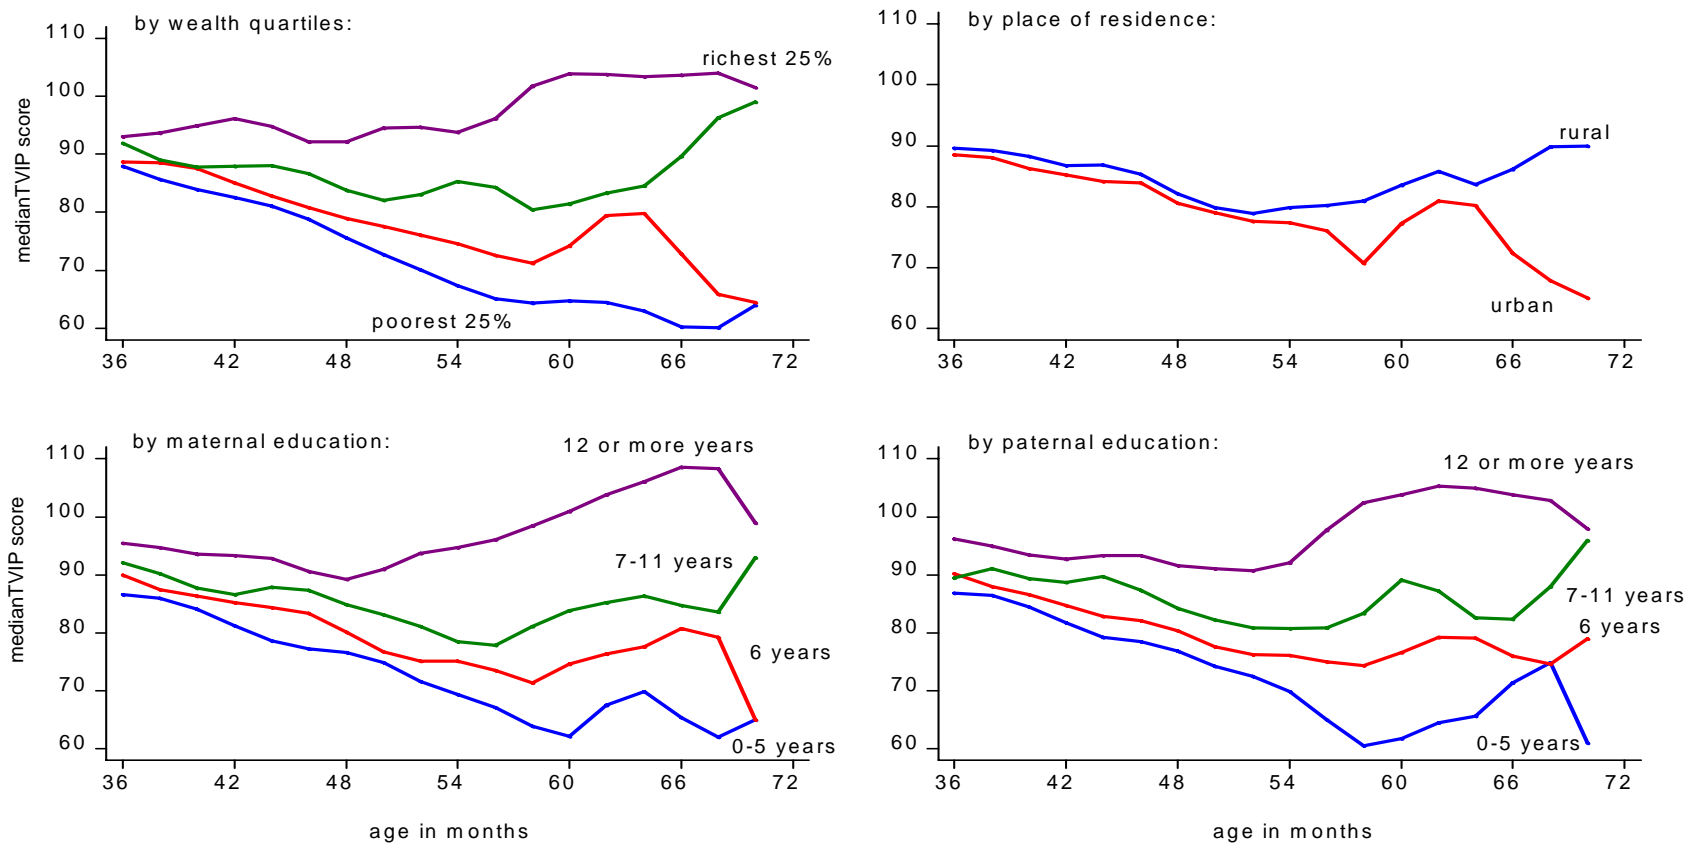 by wealth quartiles:
richest 25%
poorest 25%
medianTVIP score
110
100
90
80
70
60
36 42 48 54 60 66 72
by place of residence:
rural
urban
110
100
90
80
70
60
36 42 48 54 60 66 72
by maternal education:
12 or more years
7-11 years
6 years
0-5 years
medianTVIP score
110
100
90
80
70
60
36 42 48 54 60 66 72
age in months
by paternal education:
12 or more years
7-11 years
6 years
0-5 years
110
100
90
80
70
60
36 42 48 54 60 66 72
age in months